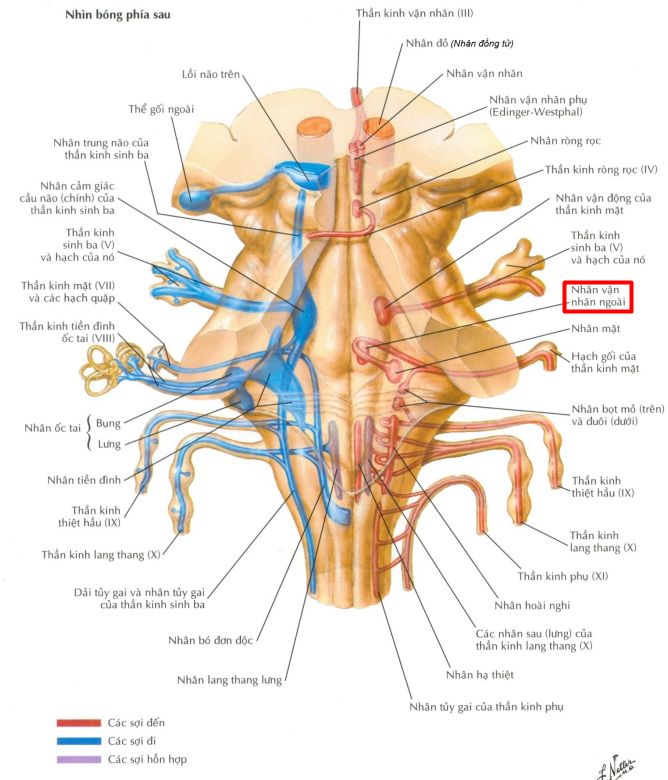 Nhìn bóng phía sau
Thần kinh vận nhãn (III)
Nhân đỏ (Nhân đồng tử)
Lồi não trên
Nhân vận nhãn
Thể gối ngoài
Nhân vận nhãn phụ
(Edinger-Westphal)
Nhân trung não của
thần kinh sinh ba
Nhân ròng rọc
Thần kinh ròng rọc (IV)
Nhân cảm giác
cầu não (chính) của
thần kinh sinh ba
Nhân vận động của
thần kinh mặt
Thần kinh
sinh ba (V)
và hạch của nó
Thần kinh
sinh ba (V)
và hạch của nó
Thần kinh mặt (VII)
và các hạch quặp
Nhân vận
nhãn ngoài
Thần kinh tiền đình
ốc tai (VIII)
Nhân mặt
Hạch gối của
thần kinh mặt
Nhân ốc tai { Bụng
Lưng
Nhân bọt mỏ (trên)
và đuôi (dưới)
Nhân tiền đình
Thần kinh
thiệt hầu (IX)
Thần kinh
thiệt hầu (IX)
Thần kinh lang thang (X)
Thần kinh
lang thang (X)
Thần kinh phụ (XI)
Dải tủy gai và nhân tủy gai
của thần kinh sinh ba
Nhân hoài nghi
Nhân bó đơn độc
Các nhân sau (lưng) của
thần kinh lang thang (X)
Nhân lang thang lưng
Nhân hạ thiệt
Nhân tủy gai của thần kinh phụ
Các sợi đến
Các sợi đi
Các sợi hỗn hợp
F. Netter